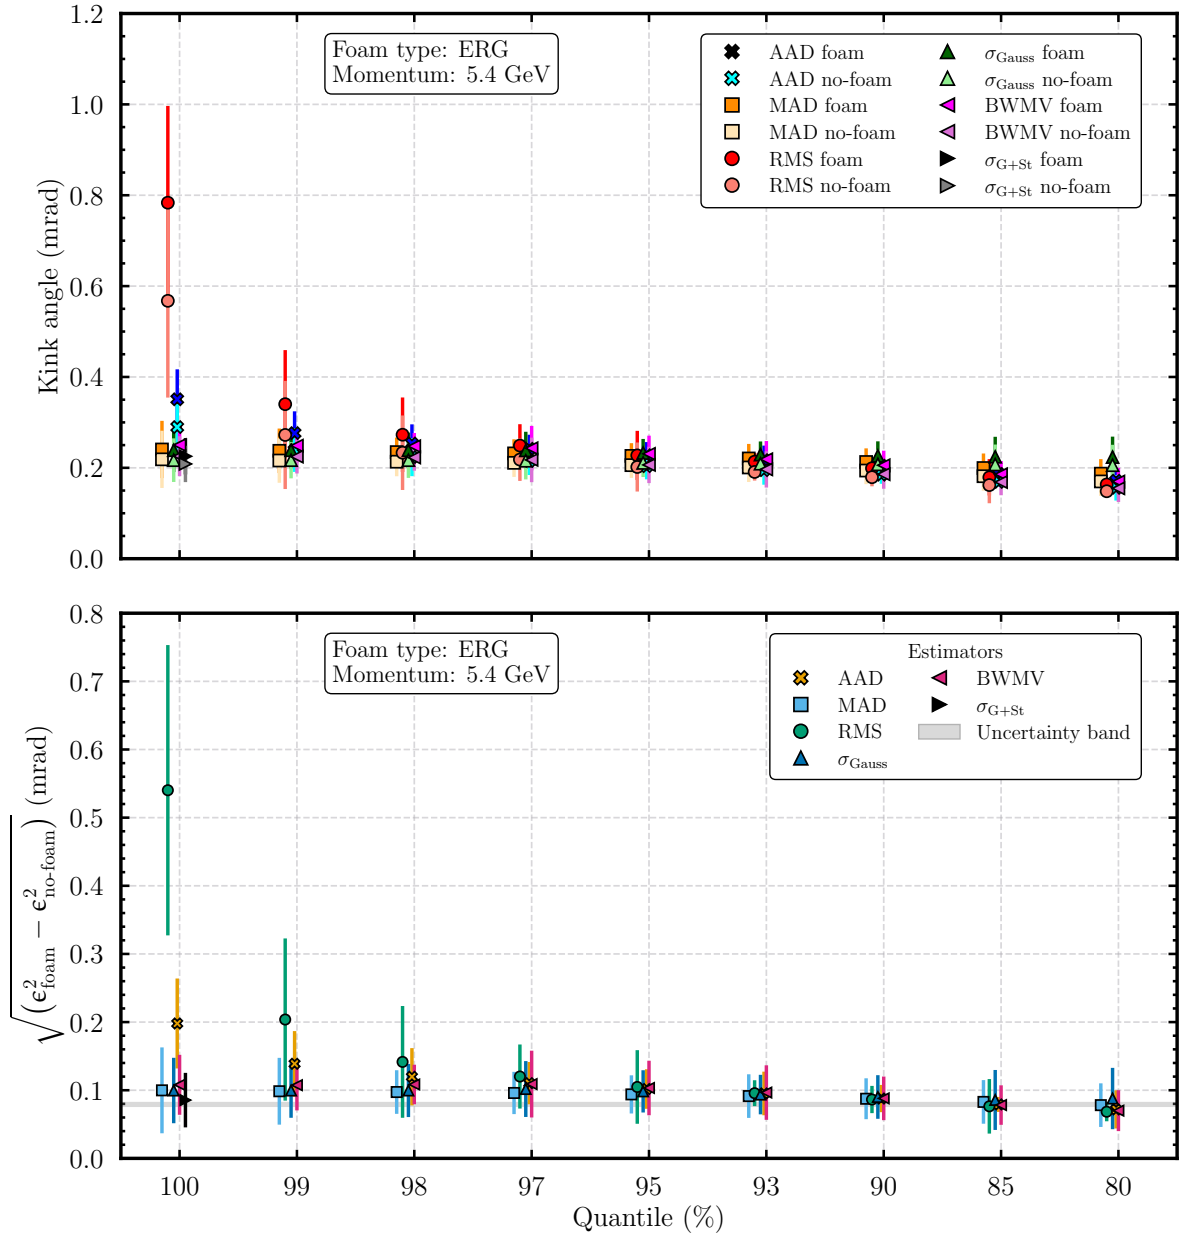 1.2
1.0
0.8
0.6
0.4
0.2
0.0
Kink angle (mrad)
Foam type: ERG
Momentum: 5.4 GeV
AAD foam
AAD no-foam
MAD foam
MAD no-foam
RMS foam
RMS no-foam
σGauss foam
σGauss no-foam
BWMV foam
BWMV no-foam
σG+St foam
σG+St no-foam
0.8
0.7
0.6
0.5
0.4
0.3
0.2
0.1
0.0
√(ϵ²foam − ϵ²no-foam) (mrad)
Foam type: ERG
Momentum: 5.4 GeV
Estimators
AAD
MAD
RMS
σGauss
BWMV
σG+St
Uncertainty band
100 99 98 97 95 93 90 85 80
Quantile (%)